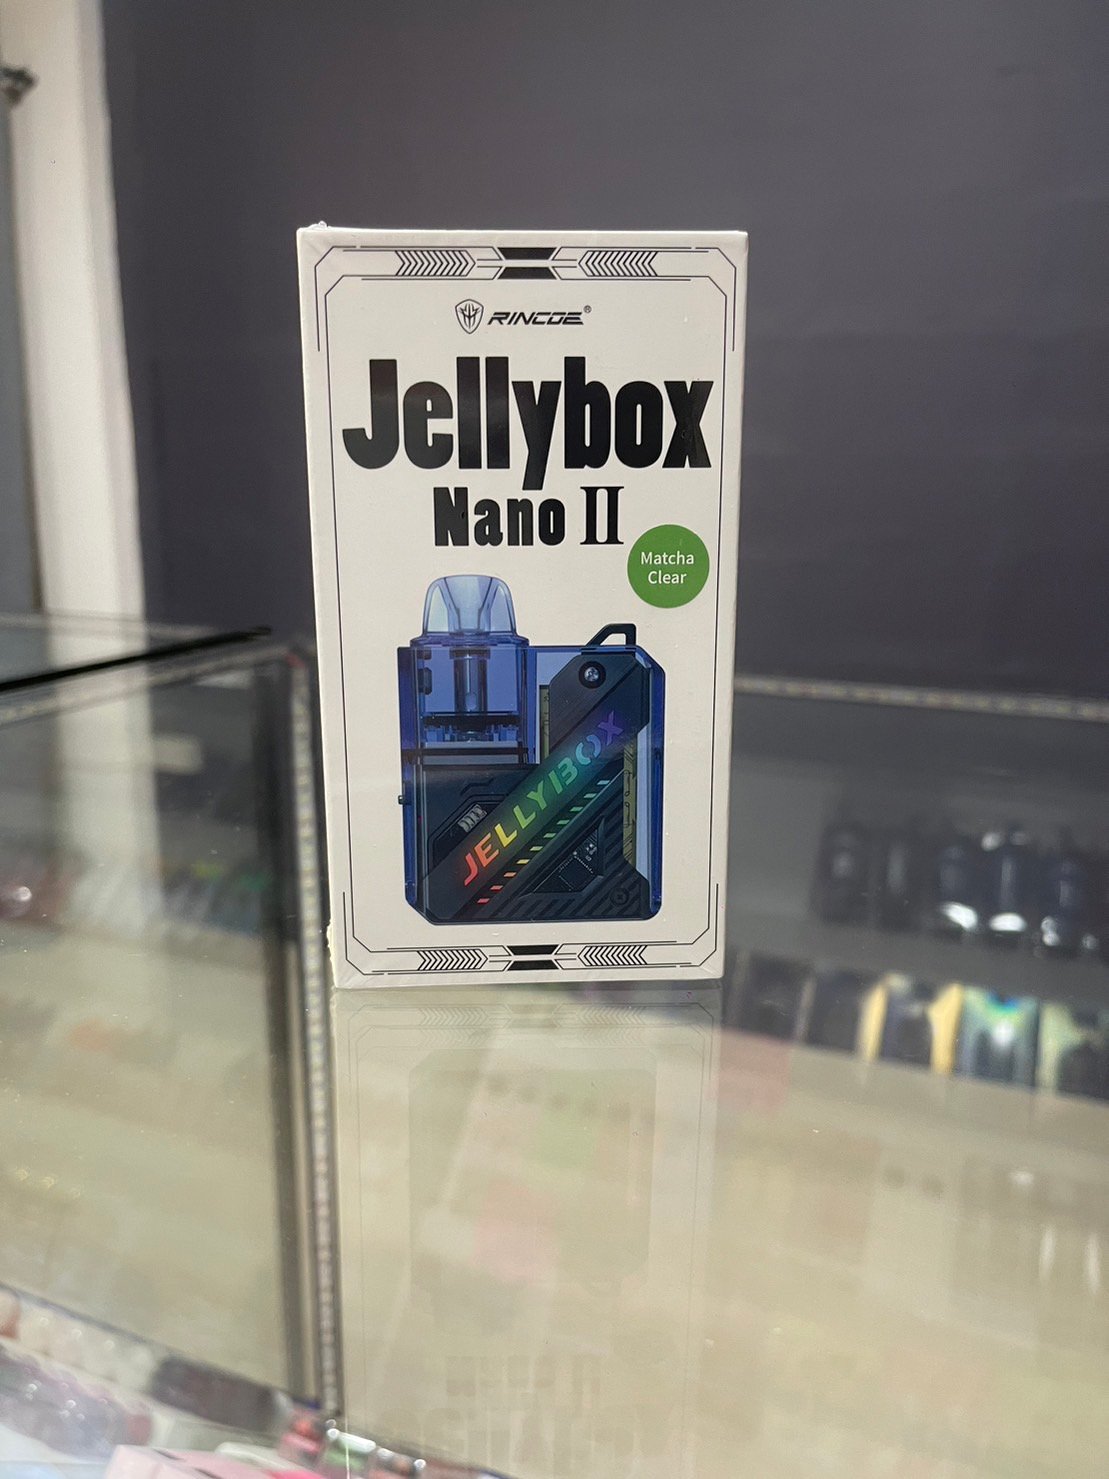 RINCOE®
Jellybox
Nano II
Matcha
Clear
JELLYBOX